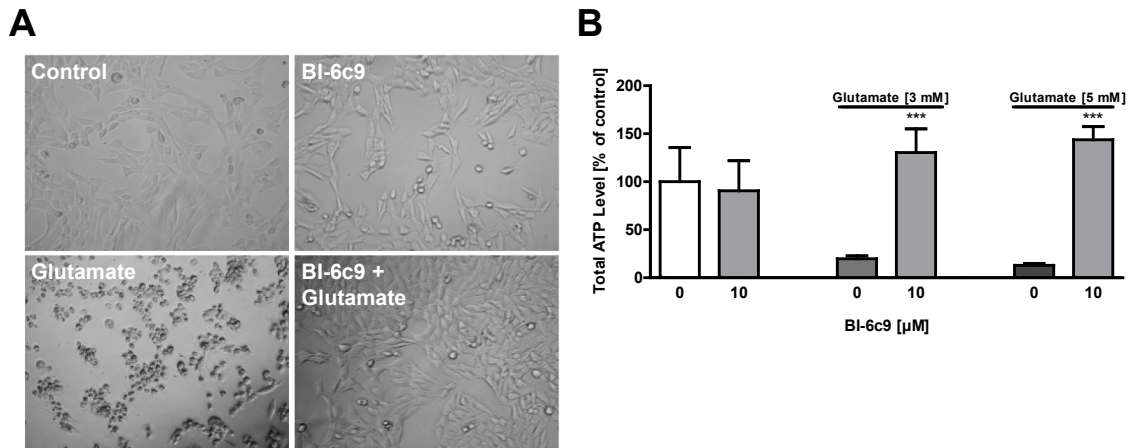 A
Control
BI-6c9
Glutamate
BI-6c9 +
Glutamate
B
Total ATP Level [% of control]
200
150
100
50
0
Glutamate [3 mM]
***
Glutamate [5 mM]
***
0 10 0 10 0 10
BI-6c9 [µM]